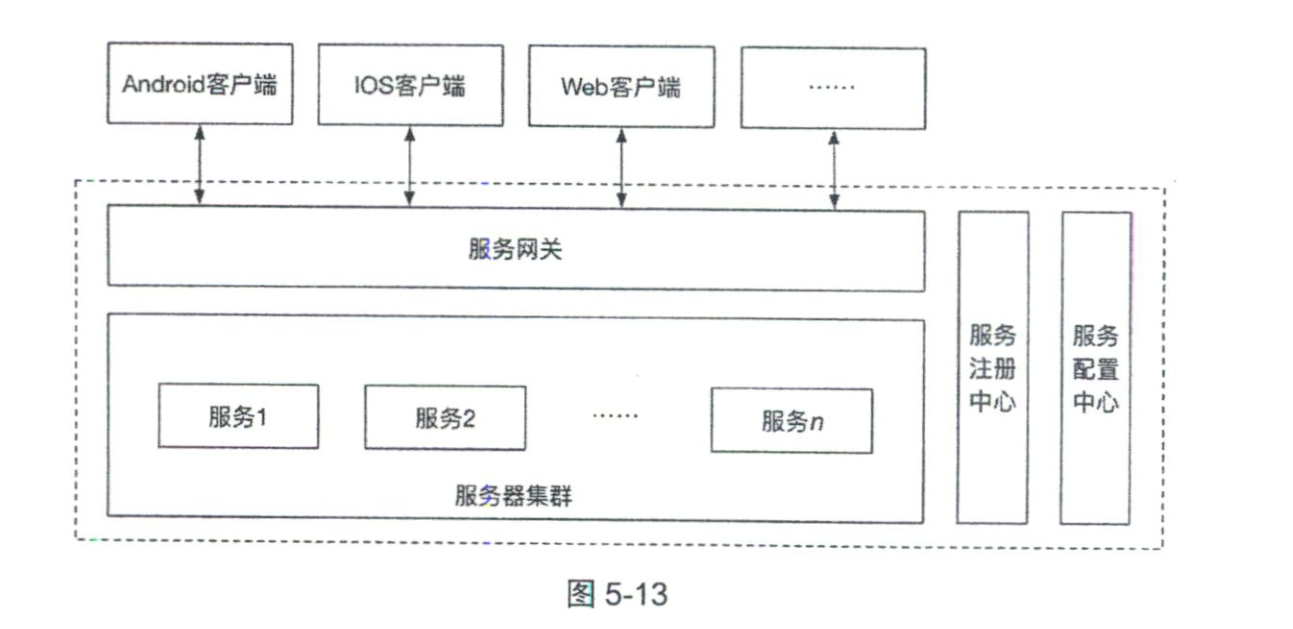 Android客户端
IOS客户端
Web客户端
……
服务网关
服务1
服务2
……
服务n
服务器集群
服务
注册
中心
服务
配置
中心
图 5-13